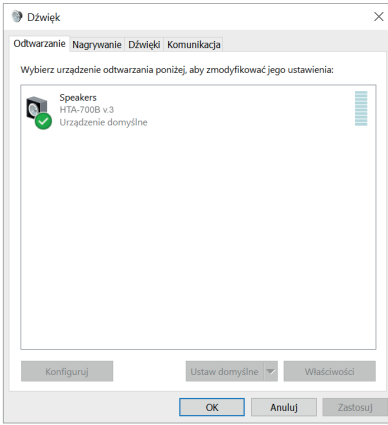 Dźwięk
Odtwarzanie Nagrywanie Dźwięki Komunikacja
Wybierz urządzenie odtwarzania poniżej, aby zmodyfikować jego ustawienia:
Speakers
HTA-700B v.3
Urządzenie domyślne
Konfiguruj Ustaw domyślne Właściwości
OK Anuluj Zastosuj